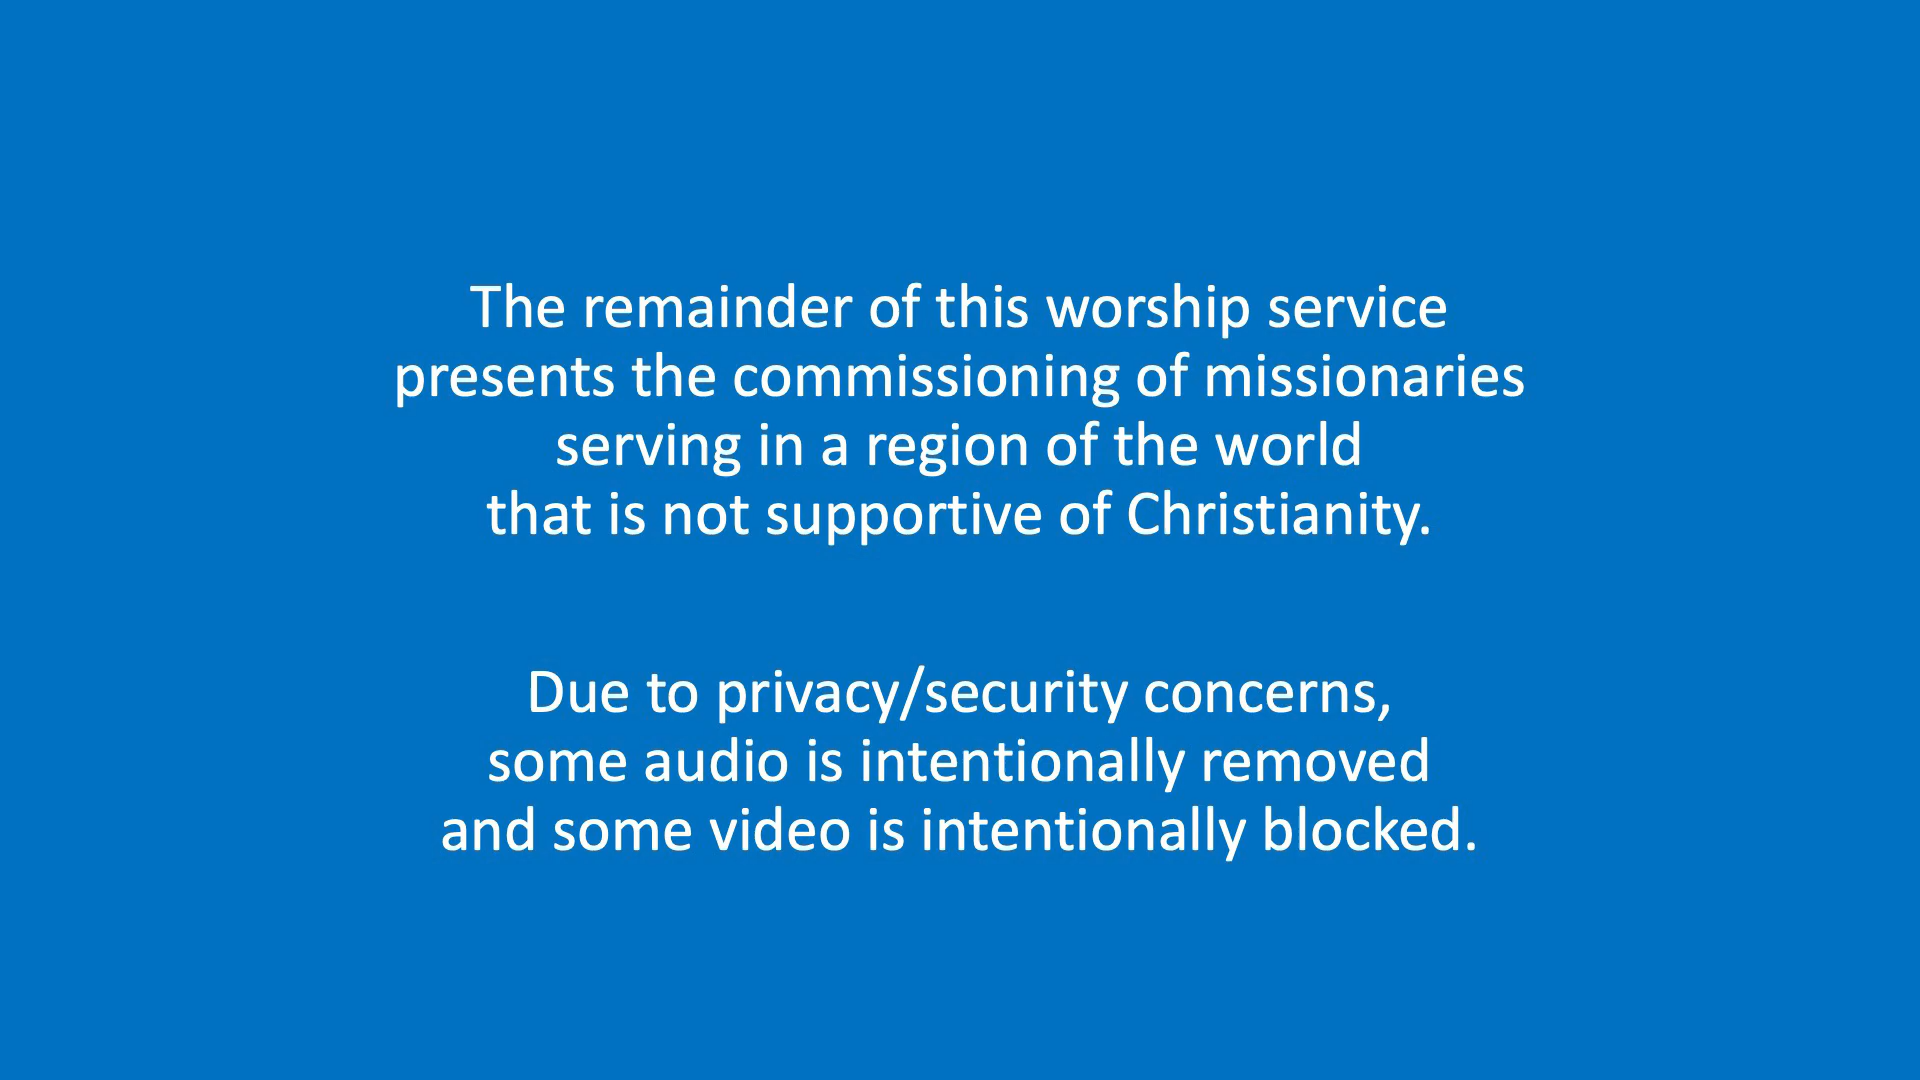 The remainder of this worship service
presents the commissioning of missionaries
serving in a region of the world
that is not supportive of Christianity.
Due to privacy/security concerns,
some audio is intentionally removed
and some video is intentionally blocked.